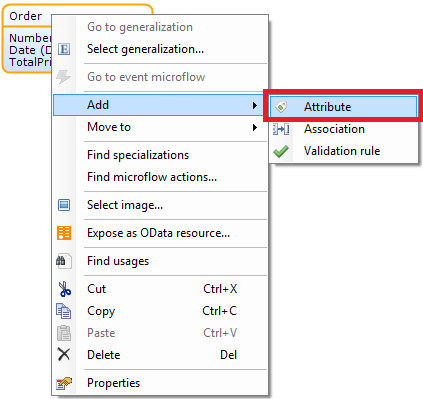 Order
Number
Date (D
TotalPri
Go to generalization
Select generalization...
Go to event microflow
Add
Move to
Find specializations
Find microflow actions...
Select image...
Expose as OData resource...
Find usages
Cut Ctrl+X
Copy Ctrl+C
Paste Ctrl+V
Delete Del
Properties
Attribute
Association
Validation rule